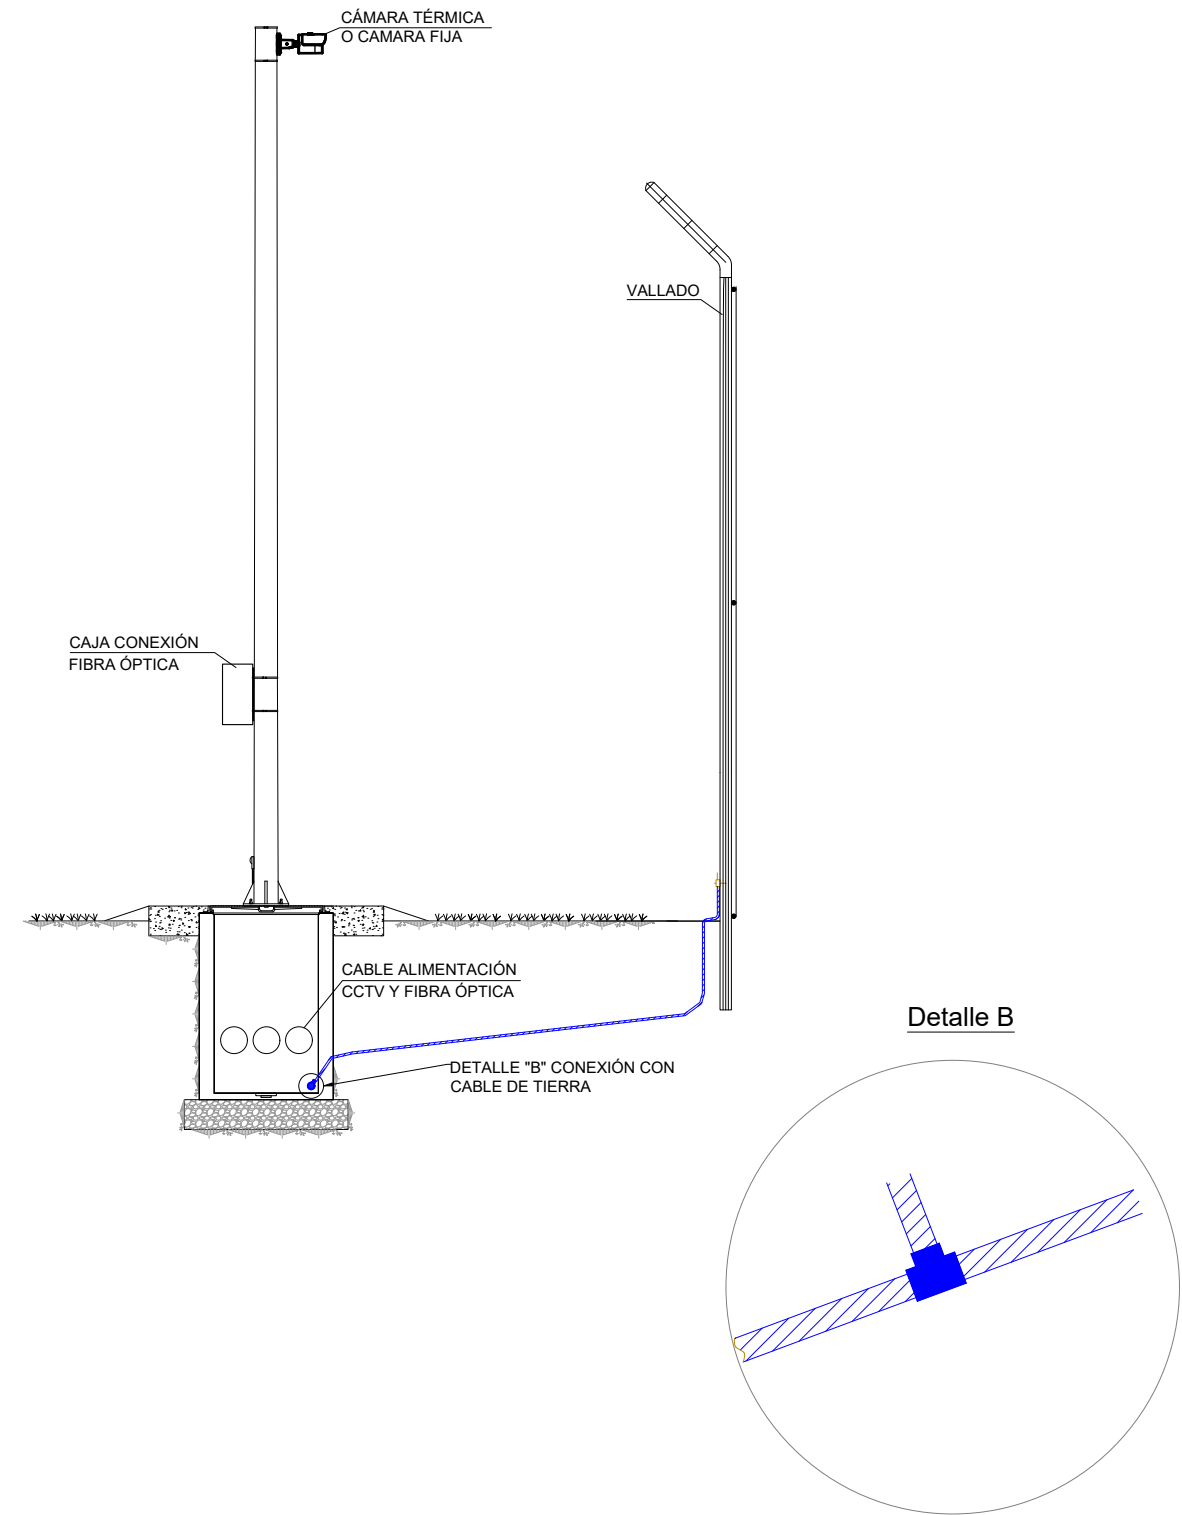 CÁMARA TÉRMICA
O CAMARA FIJA
VALLADO
CAJA CONEXIÓN
FIBRA ÓPTICA
CABLE ALIMENTACIÓN
CCTV Y FIBRA ÓPTICA
DETALLE "B" CONEXIÓN CON
CABLE DE TIERRA
Detalle B